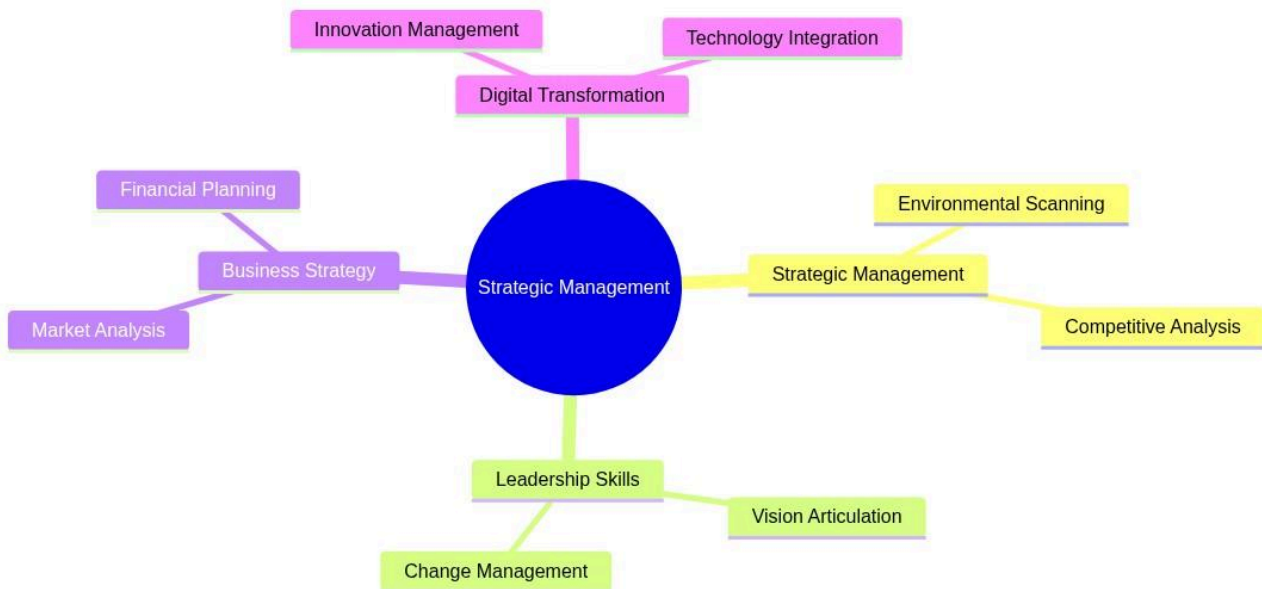 Innovation Management
Technology Integration
Digital Transformation
Financial Planning
Environmental Scanning
Business Strategy
Strategic Management
Strategic Management
Market Analysis
Competitive Analysis
Leadership Skills
Vision Articulation
Change Management